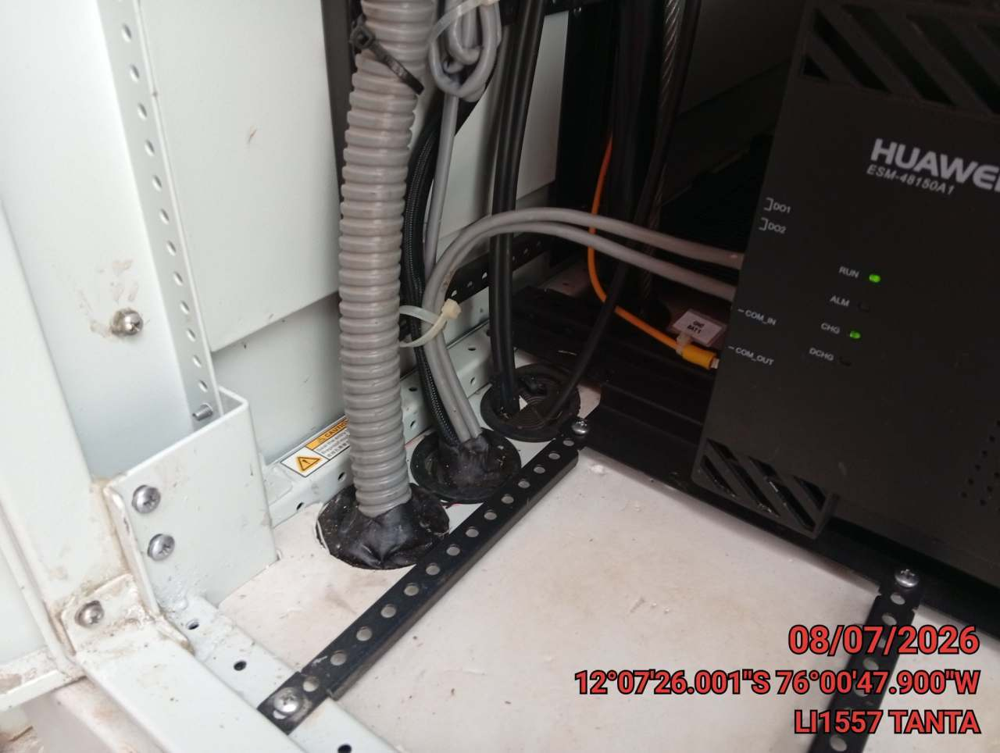 HUAWEI
ESM-48150A1
DO1
DO2
RUN
ALM
COM_IN
CHG
DCHG
COM_OUT
CAUTION
08/07/2026
12°07'26.001"S 76°00'47.900"W
LI1557 TANTA